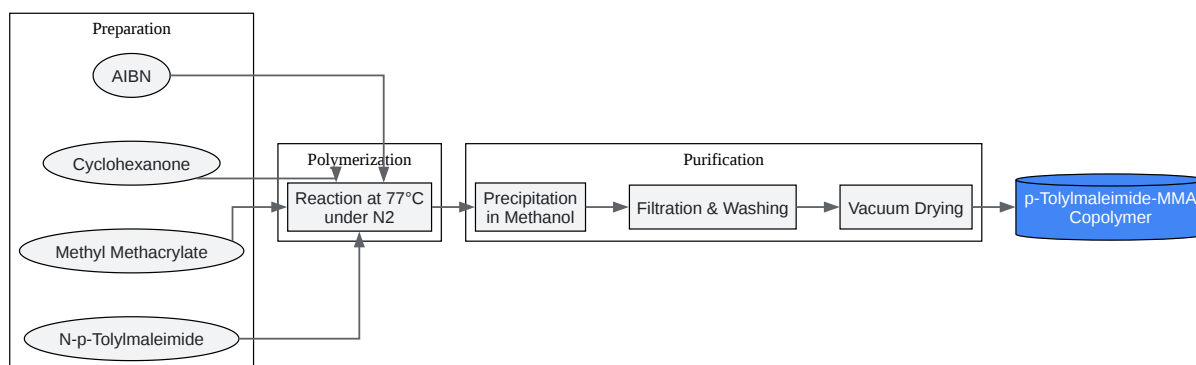 Preparation
AIBN
Cyclohexanone
Methyl Methacrylate
N-p-Tolylmaleimide
Polymerization
Reaction at 77°C
under N2
Purification
Precipitation
in Methanol
Filtration & Washing
Vacuum Drying
p-Tolylmaleimide-MMA
Copolymer